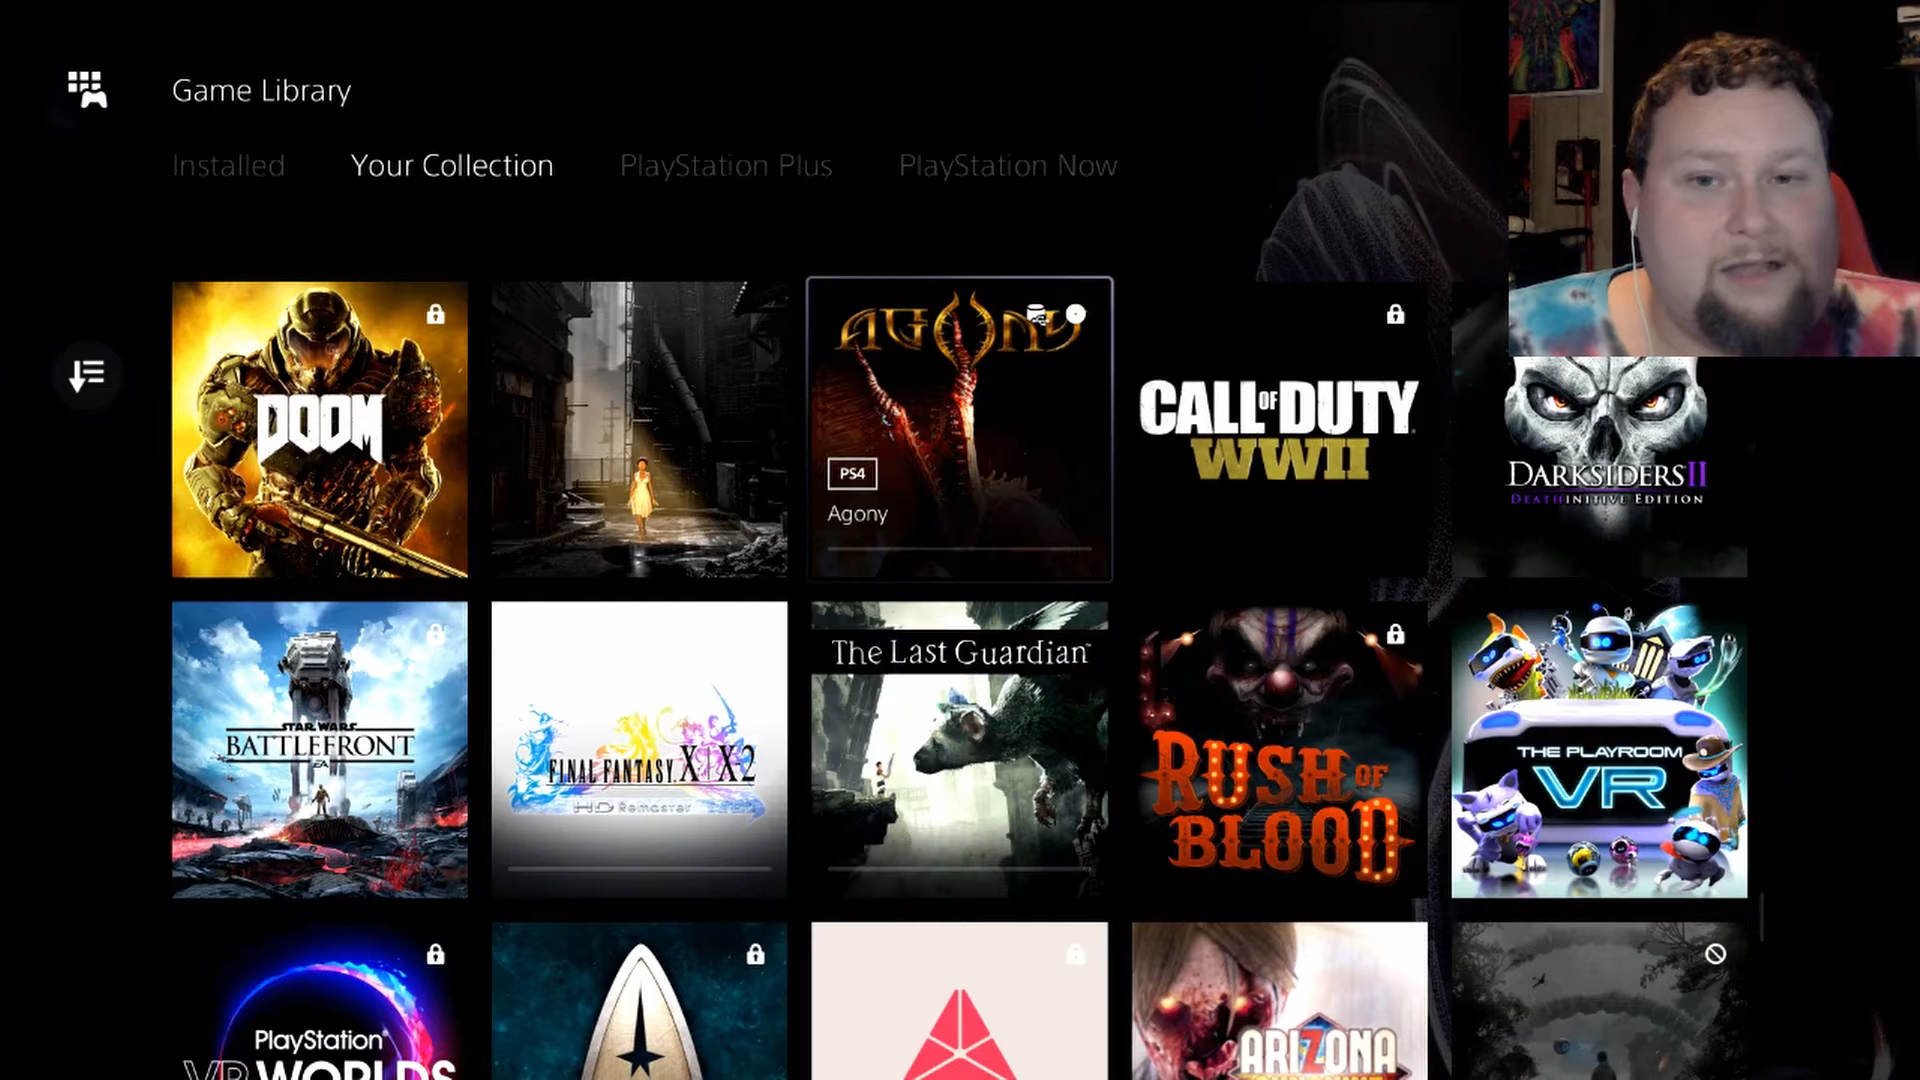 Game Library
Installed
Your Collection
PlayStation Plus
PlayStation Now
DOOM
AGONY
PS4
Agony
CALL OF DUTY
WWII
DARKSIDERS II
DEATHINITIVE EDITION
STAR WARS
BATTLEFRONT
EA
FINAL FANTASY X|X-2
HD Remaster
The Last Guardian™
RUSH OF
BLOOD
THE PLAYROOM
VR
PlayStation®
VR WORLDS
ARIZONA